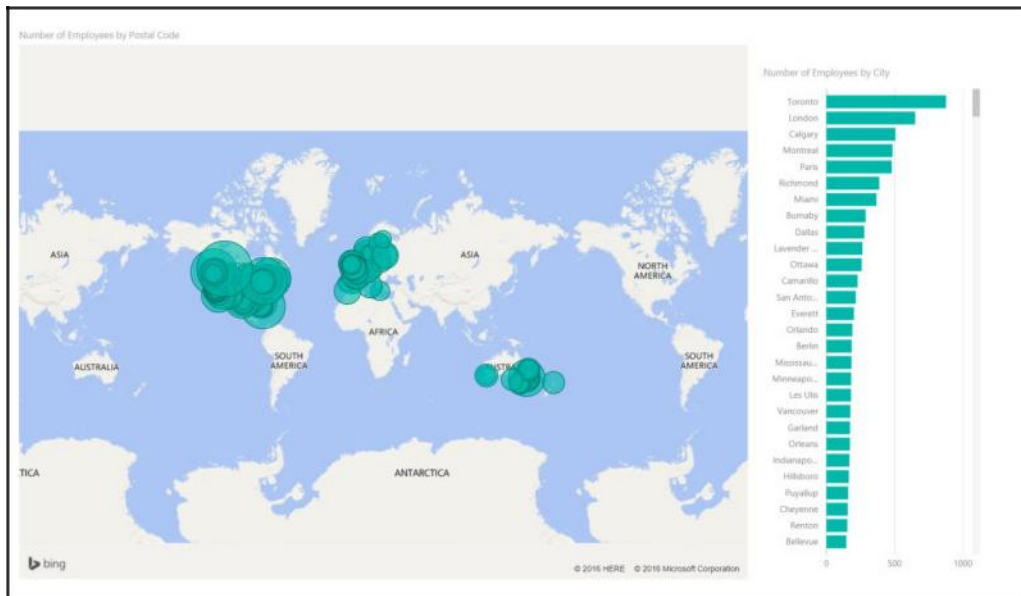 Number of Employees by Postal Code
ASIA
AUSTRALIA
SOUTH AMERICA
AFRICA
ASIA
AUSTRA
NORTH AMERICA
SOUTH AMERICA
TICA
ANTARCTICA
bing
© 2016 HERE © 2016 Microsoft Corporation
Number of Employees by City
Toronto
London
Calgary
Montreal
Paris
Richmond
Miami
Burnaby
Dallas
Lavender ...
Ottawa
Camarillo
San Anto...
Everett
Orlando
Berlin
Mississau...
Minneapo...
Les Ulis
Vancouver
Garland
Orleans
Indianapo...
Hillsboro
Puyallup
Cheyenne
Renton
Bellevue
0 500 1000